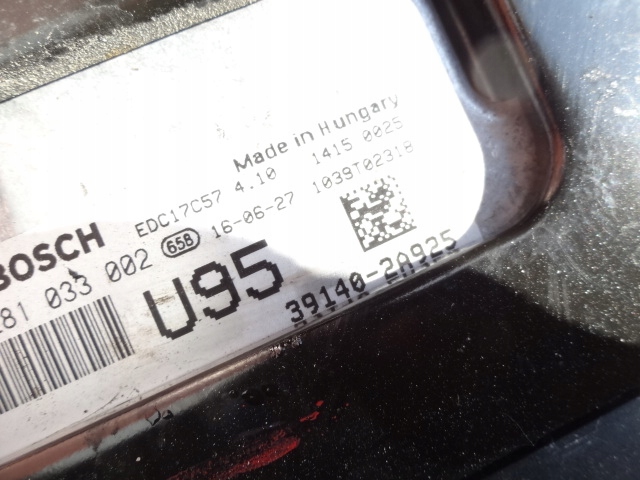 Made in Hungary
EDC17C57 4.10 1415 0025
BOSCH
281 033 002 658 16-06-27 1039T02318
U95
39140-2A925